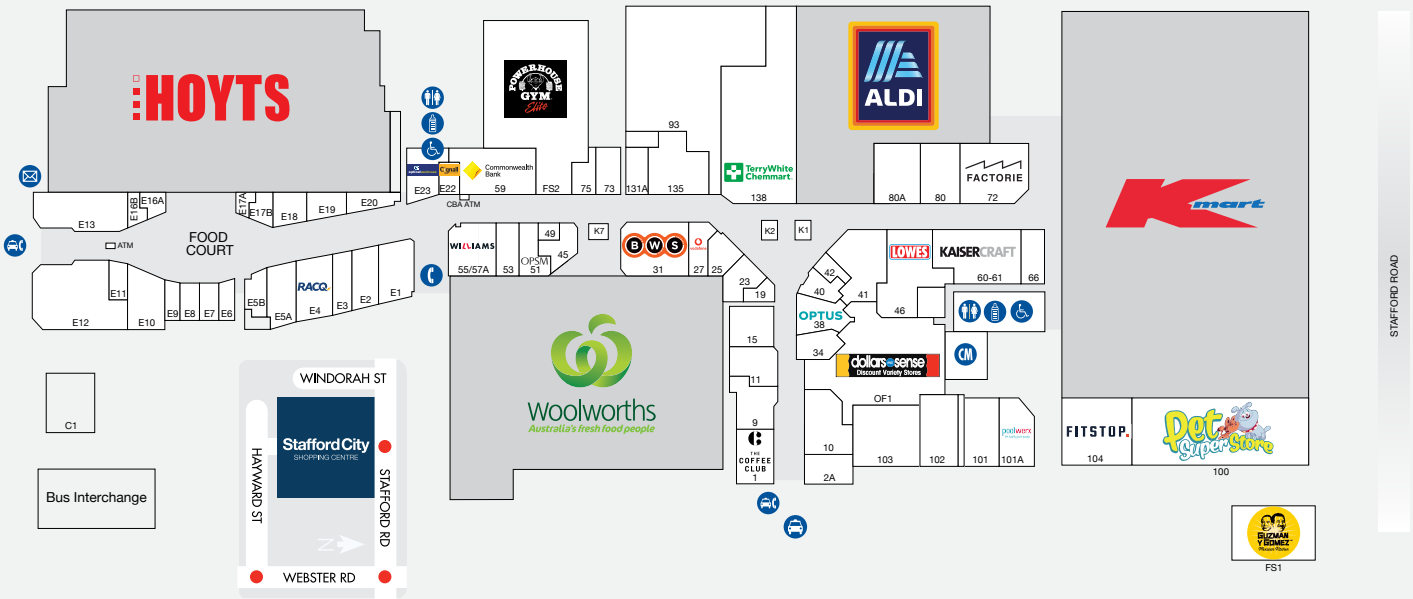 HOYTS
POWERHOUSE
GYM
Elite
ALDI
Kmart
STAFFORD ROAD
93
TerryWhite
Chemmart
Commonwealth
Bank
C*gnall
E23
E22
59
FS2
75
73
131A
135
138
80A
80
FACTORIE
72
CBA ATM
E13
E16B
E16A
E17A
E17B
E18
E19
E20
ATM
FOOD
COURT
K7
K2
K1
WILLIAMS
55/57A
53
OPSM
51
49
45
BWS
31
vodafone
27
25
23
19
LOWES
KAISERCRAFT
60-61
66
42
40
41
46
OPTUS
38
34
E12
E11
E10
E9
E8
E7
E6
E5B
E5A
RACQ
E4
E3
E2
E1
Woolworths
Australia's fresh food people
15
11
9
THE
COFFEE
CLUB
1
dollars and sense
Discount Variety Stores
CM
OF1
10
2A
103
102
101
poolwerx
101A
FITSTOP.
104
Pet
Super Store
100
C1
Bus Interchange
WINDORAH ST
Stafford City
SHOPPING CENTRE
HAYWARD ST
STAFFORD RD
N
WEBSTER RD
GUZMAN
Y GOMEZ
Mexican Kitchen
FS1